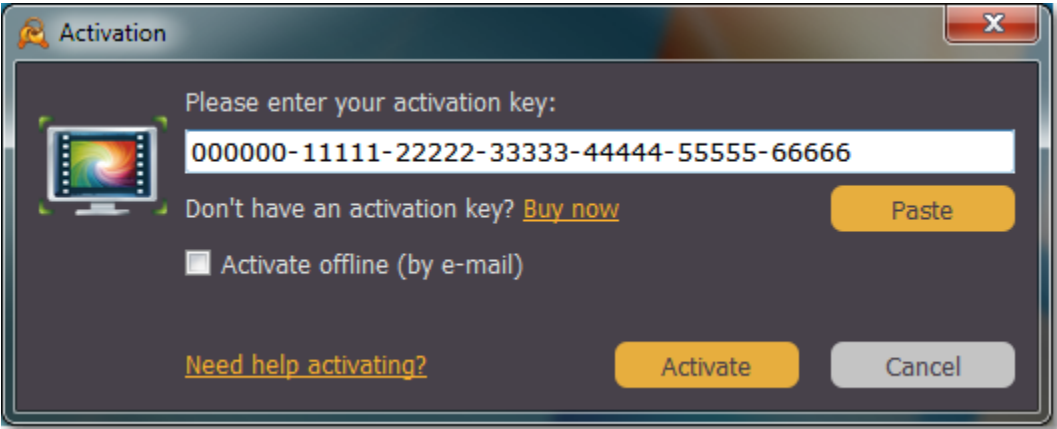 Activation
Please enter your activation key:
000000-11111-22222-33333-44444-55555-66666
Don't have an activation key? Buy now
Paste
Activate offline (by e-mail)
Need help activating?
Activate
Cancel